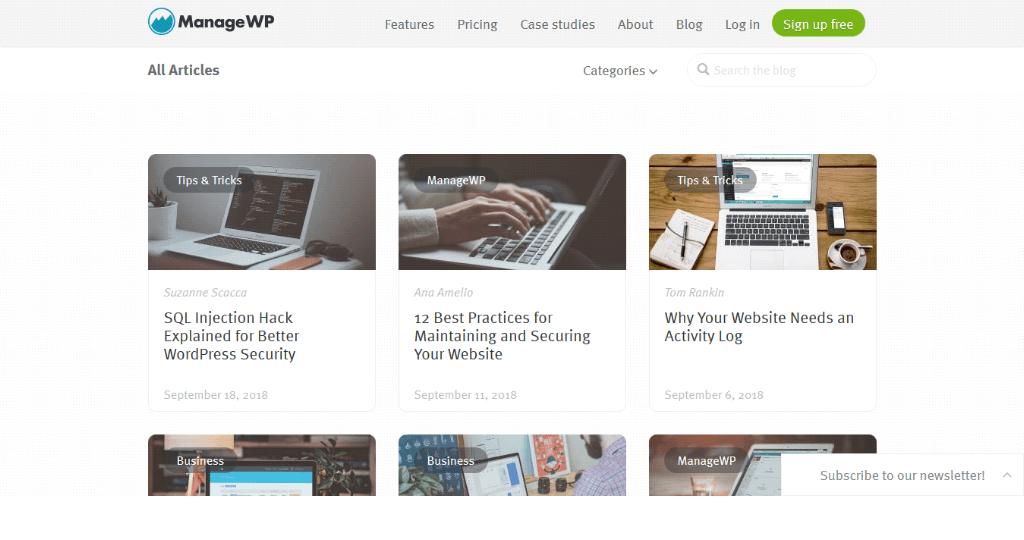 ManageWP
Features Pricing Case studies About Blog Log in Sign up free
All Articles
Categories
Search the blog
Tips & Tricks
Suzanne Scacca
SQL Injection Hack
Explained for Better
WordPress Security
September 18, 2018
ManageWP
Ana Amelio
12 Best Practices for
Maintaining and Securing
Your Website
September 11, 2018
Tips & Tricks
Tom Rankin
Why Your Website Needs an
Activity Log
September 6, 2018
Business
Business
ManageWP
Subscribe to our newsletter!